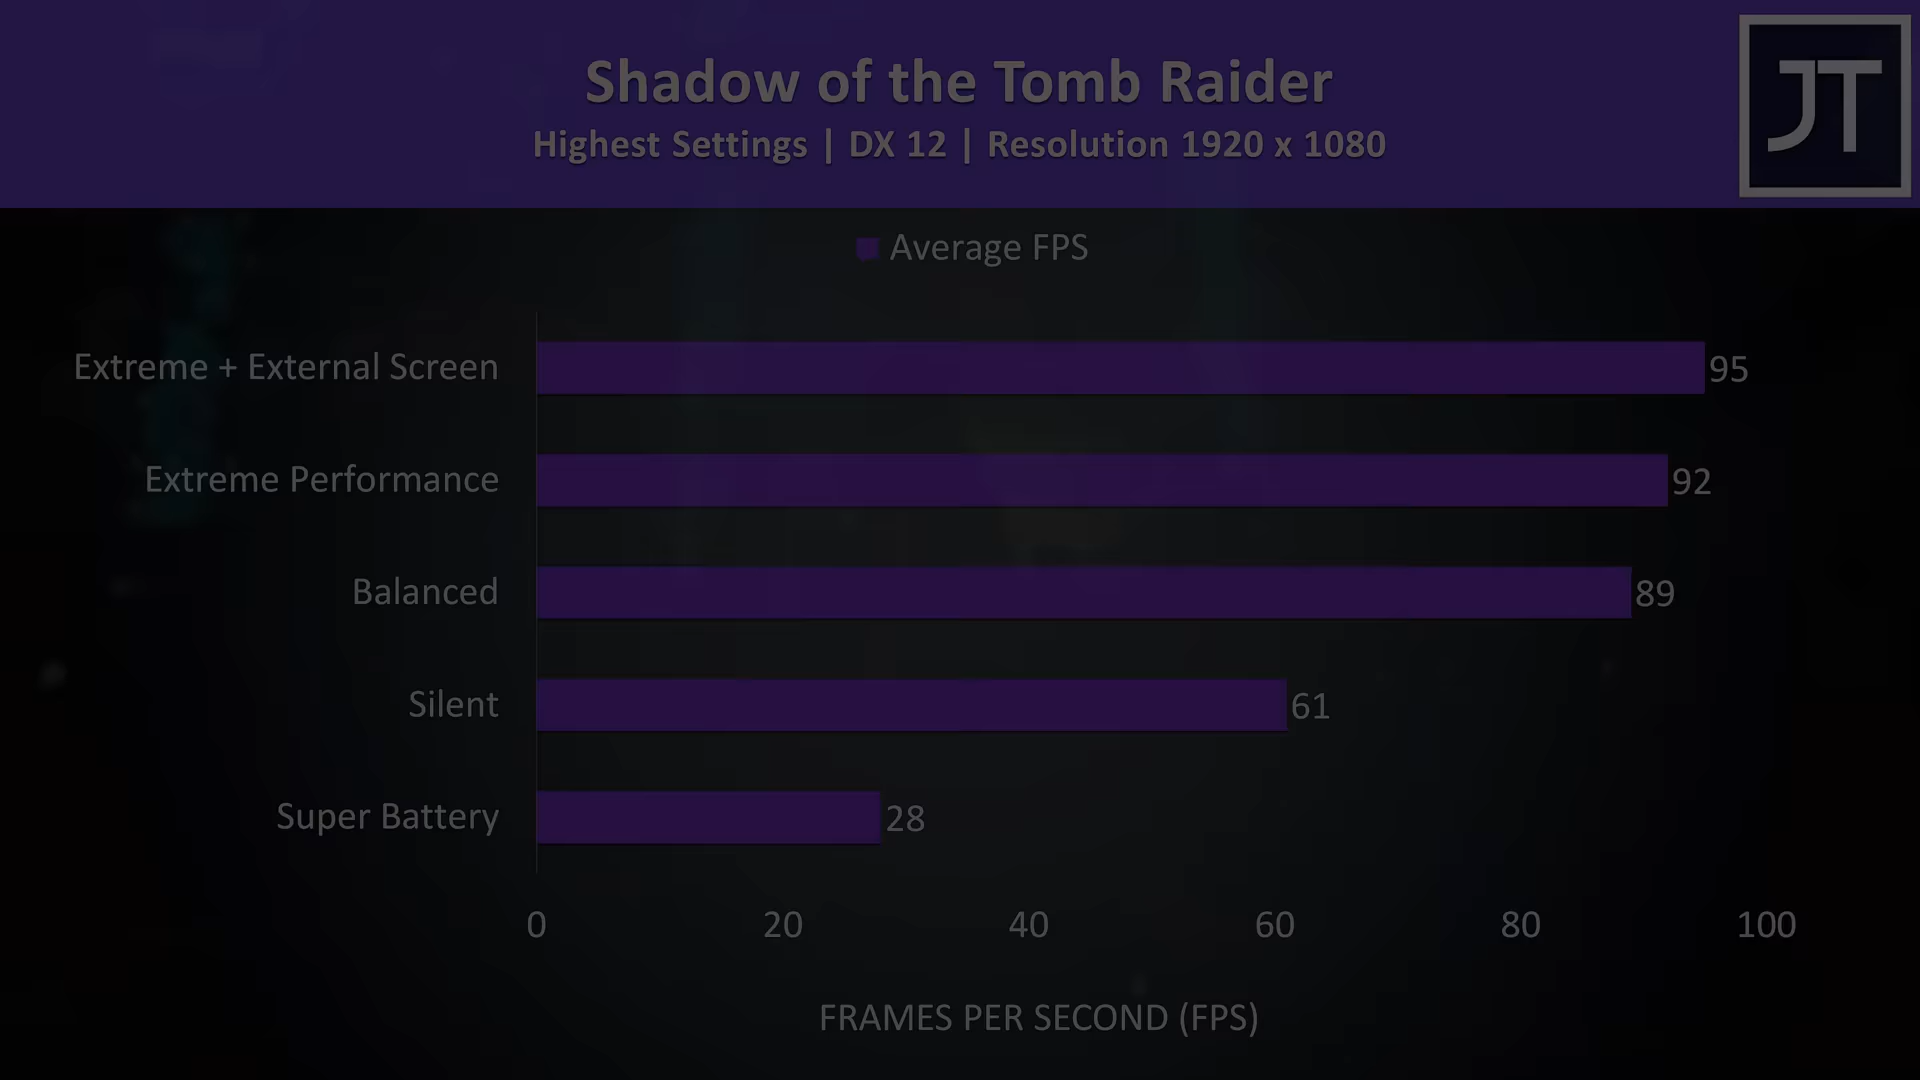 Shadow of the Tomb Raider
Highest Settings | DX 12 | Resolution 1920 x 1080
JT
Average FPS
Extreme + External Screen 95
Extreme Performance 92
Balanced 89
Silent 61
Super Battery 28
0 20 40 60 80 100
FRAMES PER SECOND (FPS)